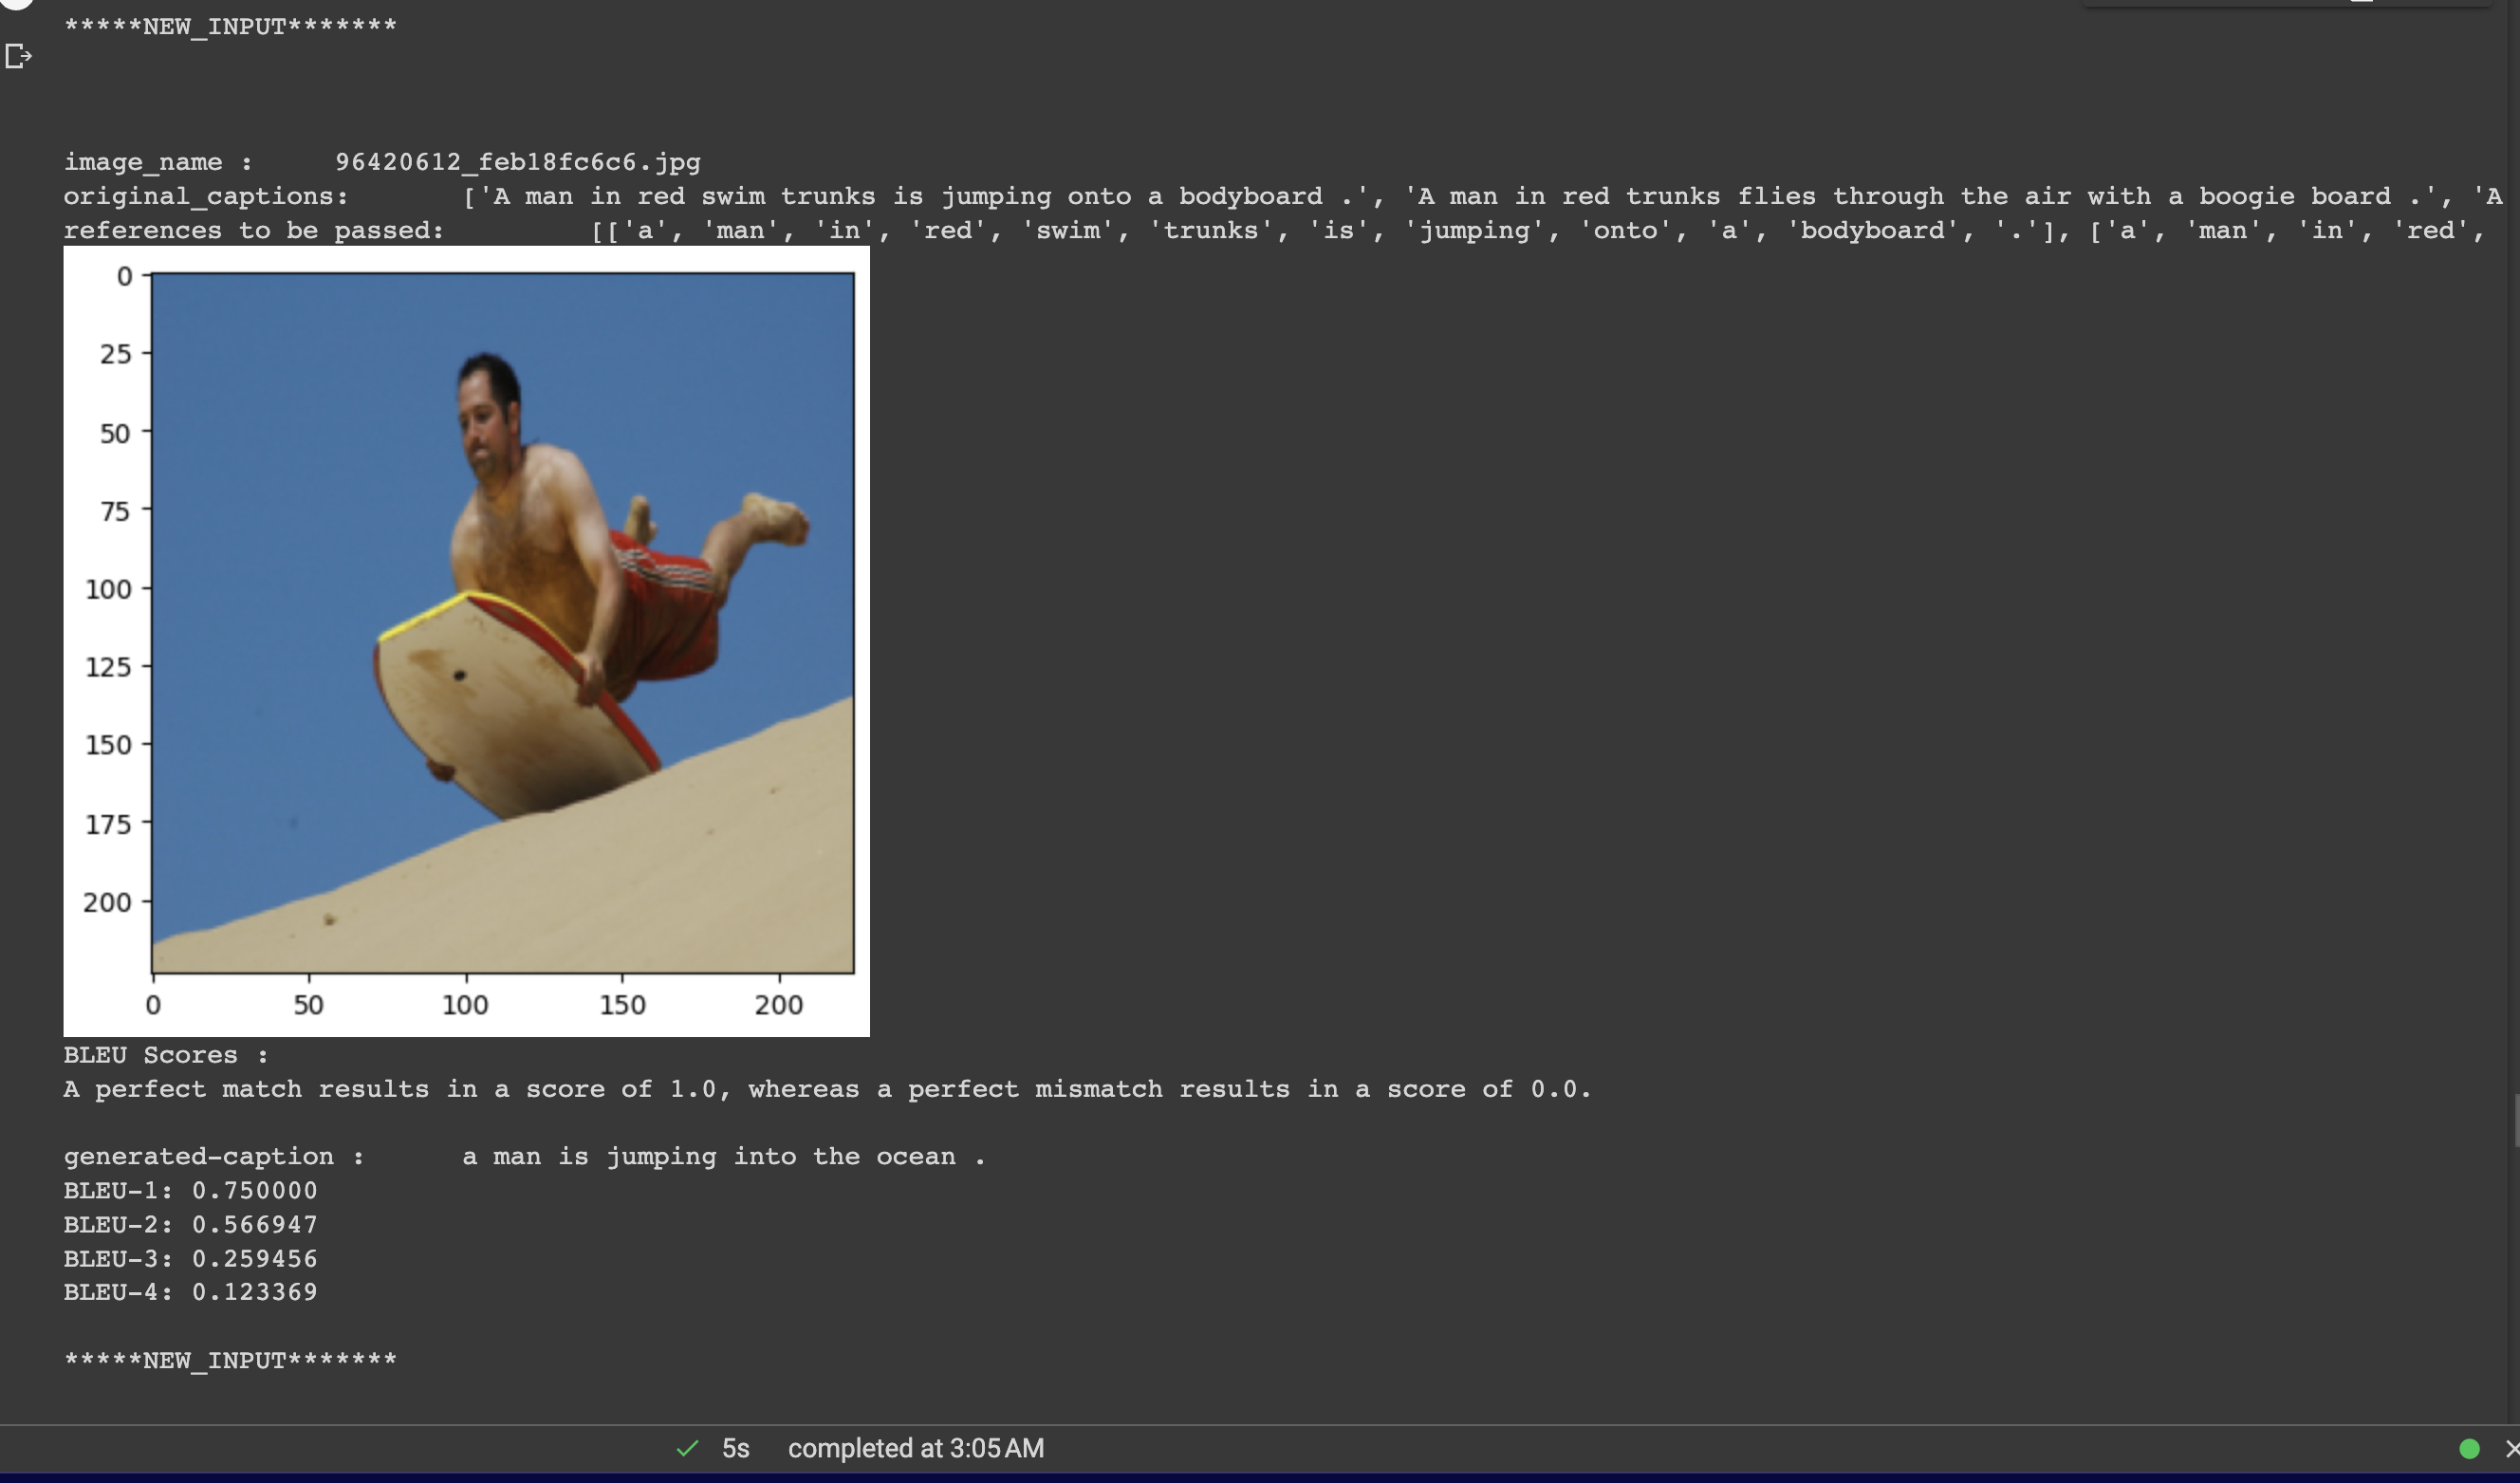 *****NEW_INPUT*******
image_name :     96420612_feb18fc6c6.jpg
original_captions:       ['A man in red swim trunks is jumping onto a bodyboard .', 'A man in red trunks flies through the air with a boogie board .', 'A
references to be passed:         [['a', 'man', 'in', 'red', 'swim', 'trunks', 'is', 'jumping', 'onto', 'a', 'bodyboard', '.'], ['a', 'man', 'in', 'red',
0
25
50
75
100
125
150
175
200
0 50 100 150 200
BLEU Scores :
A perfect match results in a score of 1.0, whereas a perfect mismatch results in a score of 0.0.
generated-caption :      a man is jumping into the ocean .
BLEU-1: 0.750000
BLEU-2: 0.566947
BLEU-3: 0.259456
BLEU-4: 0.123369
*****NEW_INPUT*******
5s completed at 3:05 AM